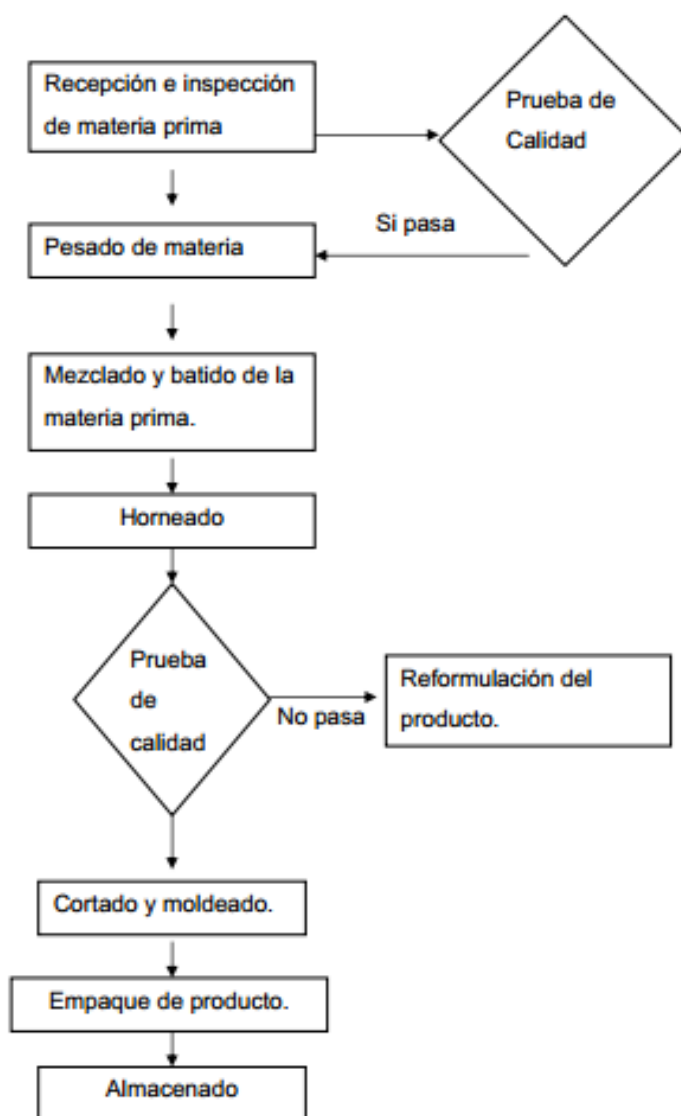 Recepción e inspección
de materia prima
Prueba de
Calidad
Si pasa
Pesado de materia
Mezclado y batido de la
materia prima.
Horneado
Prueba
de
calidad
No pasa
Reformulación del
producto.
Cortado y moldeado.
Empaque de producto.
Almacenado